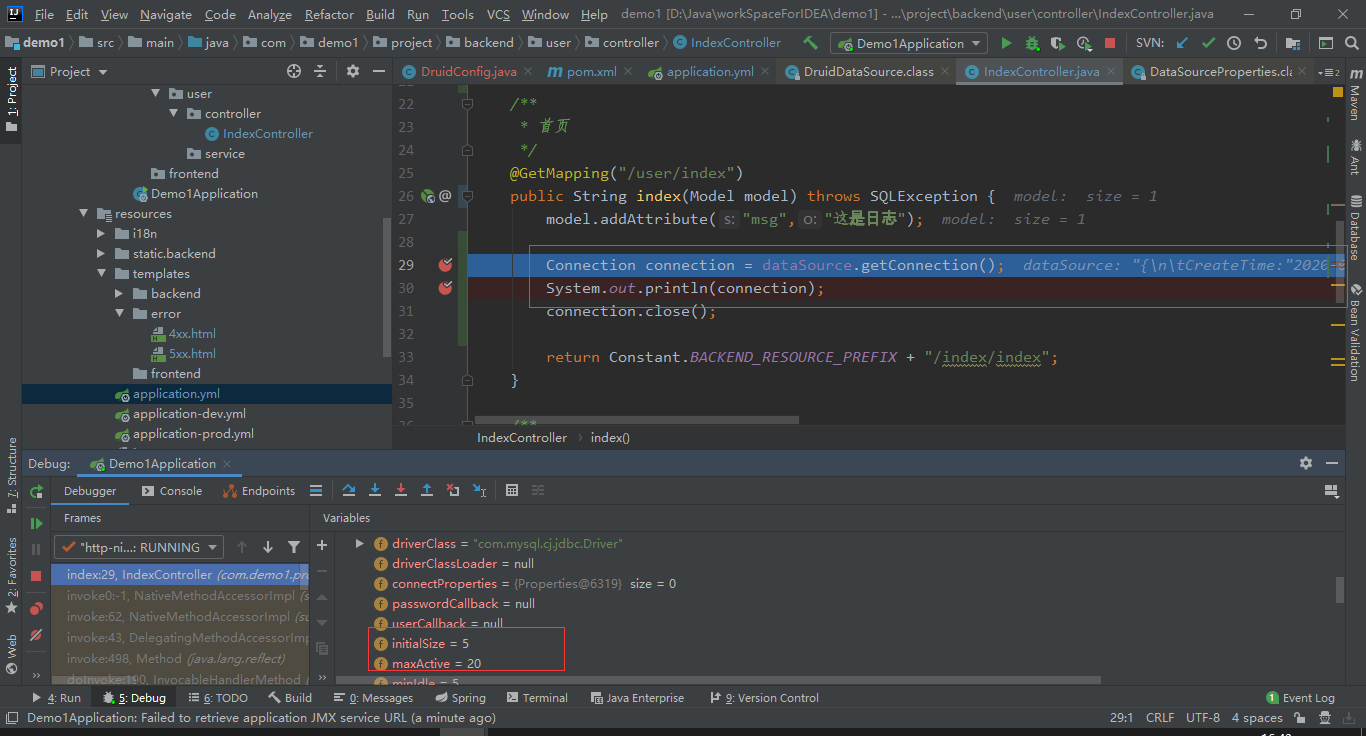 File Edit View Navigate Code Analyze Refactor Build Run Tools VCS Window Help demo1 [D:\Java\workSpaceForIDEA\demo1] - ...\project\backend\user\controller\IndexController.java
demo1 src main java com demo1 project backend user controller IndexController Demo1Application SVN:
Project DruidConfig.java pom.xml application.yml DruidDataSource.class IndexController.java DataSourceProperties.cla
1: Project
user
controller
IndexController
service
frontend
Demo1Application
resources
i18n
static.backend
templates
backend
error
4xx.html
5xx.html
frontend
application.yml
application-dev.yml
application-prod.yml
22 /**
23 * 首页
24 */
25 @GetMapping("/user/index")
26 public String index(Model model) throws SQLException { model: size = 1
27 model.addAttribute( s: "msg", o: "这是日志"); model: size = 1
28
29 Connection connection = dataSource.getConnection(); dataSource: "{\n\tCreateTime:"2020-
30 System.out.println(connection);
31 connection.close();
32
33 return Constant.BACKEND_RESOURCE_PREFIX + "/index/index";
34 }
35
/**
IndexController index()
Maven
Ant
Database
Bean Validation
7: Structure
2: Favorites
Web
Debug: Demo1Application
Debugger Console Endpoints
Frames Variables
"http-ni...: RUNNING
index:29, IndexController (com.demo1.pro
invoke0:-1, NativeMethodAccessorImpl (su
invoke:62, NativeMethodAccessorImpl (su
invoke:43, DelegatingMethodAccessorImp
invoke:498, Method (java.lang.reflect)
doInvoke:190, InvocableHandlerMethod (
driverClass = "com.mysql.cj.jdbc.Driver"
driverClassLoader = null
connectProperties = {Properties@6319} size = 0
passwordCallback = null
userCallback = null
initialSize = 5
maxActive = 20
minIdle = 5
4: Run 5: Debug 6: TODO Build 0: Messages Spring Terminal Java Enterprise 9: Version Control 1 Event Log
Demo1Application: Failed to retrieve application JMX service URL (a minute ago) 29:1 CRLF UTF-8 4 spaces